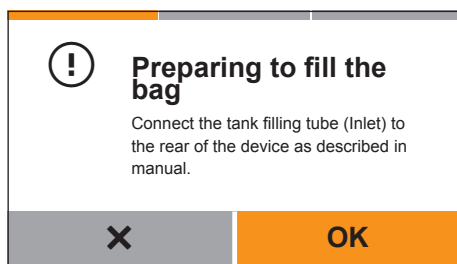 Preparing to fill the
bag
Connect the tank filling tube (Inlet) to
the rear of the device as described in
manual.
OK